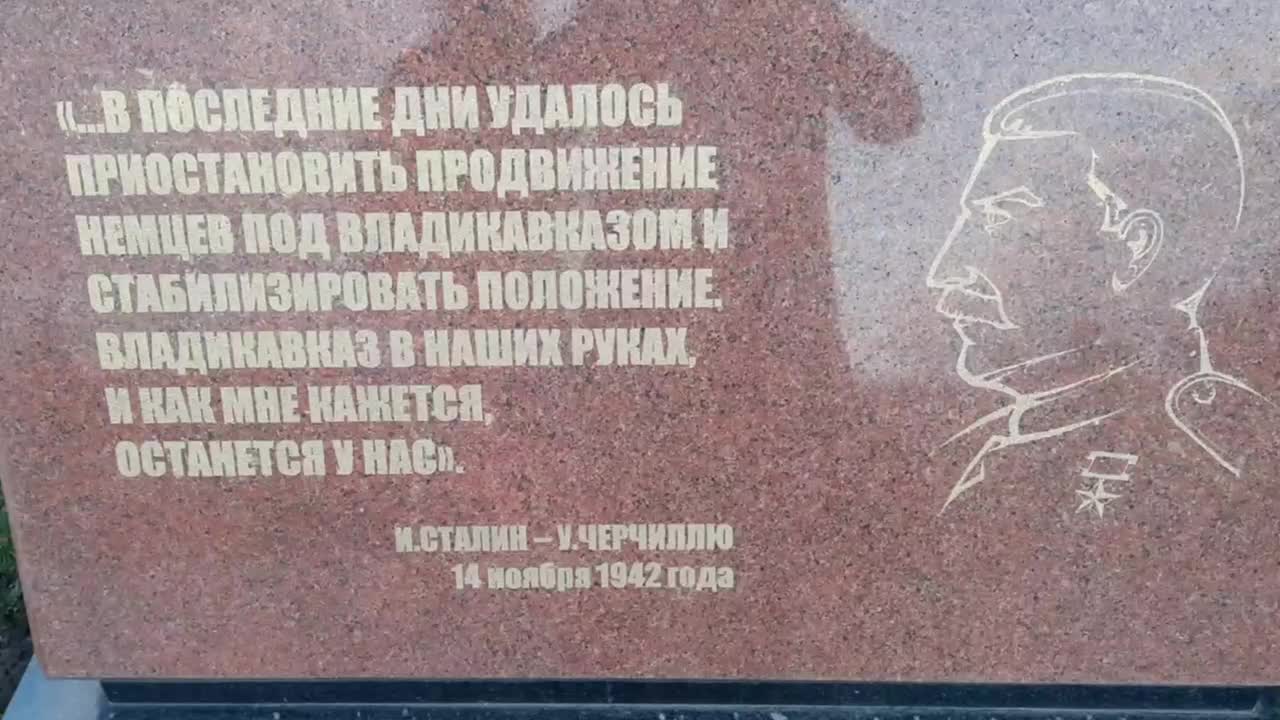 «...В ПОСЛЕДНИЕ ДНИ УДАЛОСЬ
ПРИОСТАНОВИТЬ ПРОДВИЖЕНИЕ
НЕМЦЕВ ПОД ВЛАДИКАВКАЗОМ И
СТАБИЛИЗИРОВАТЬ ПОЛОЖЕНИЕ.
ВЛАДИКАВКАЗ В НАШИХ РУКАХ,
И КАК МНЕ КАЖЕТСЯ,
ОСТАНЕТСЯ У НАС».
И.СТАЛИН – У.ЧЕРЧИЛЛЮ
14 ноября 1942 года